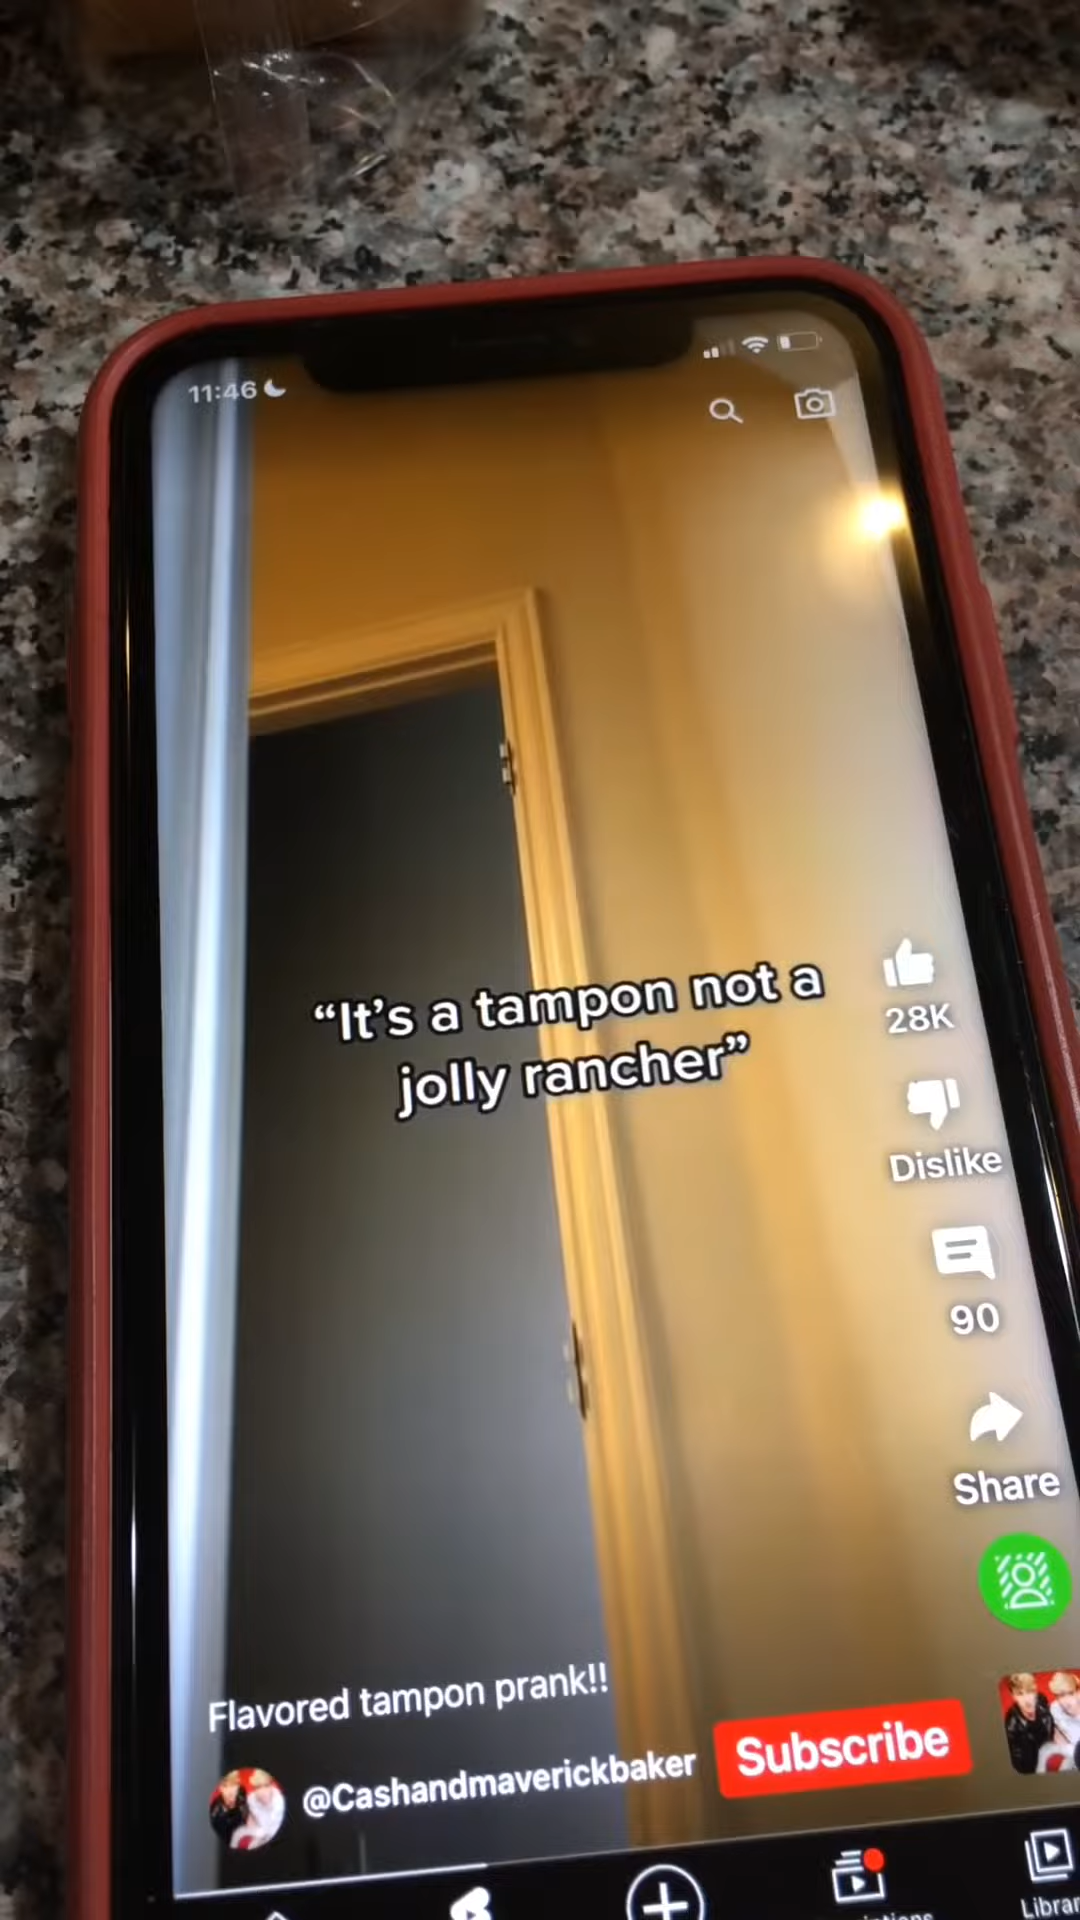 11:46
“It’s a tampon not a
jolly rancher”
28K
Dislike
90
Share
Flavored tampon prank!!
@Cashandmaverickbaker
Subscribe